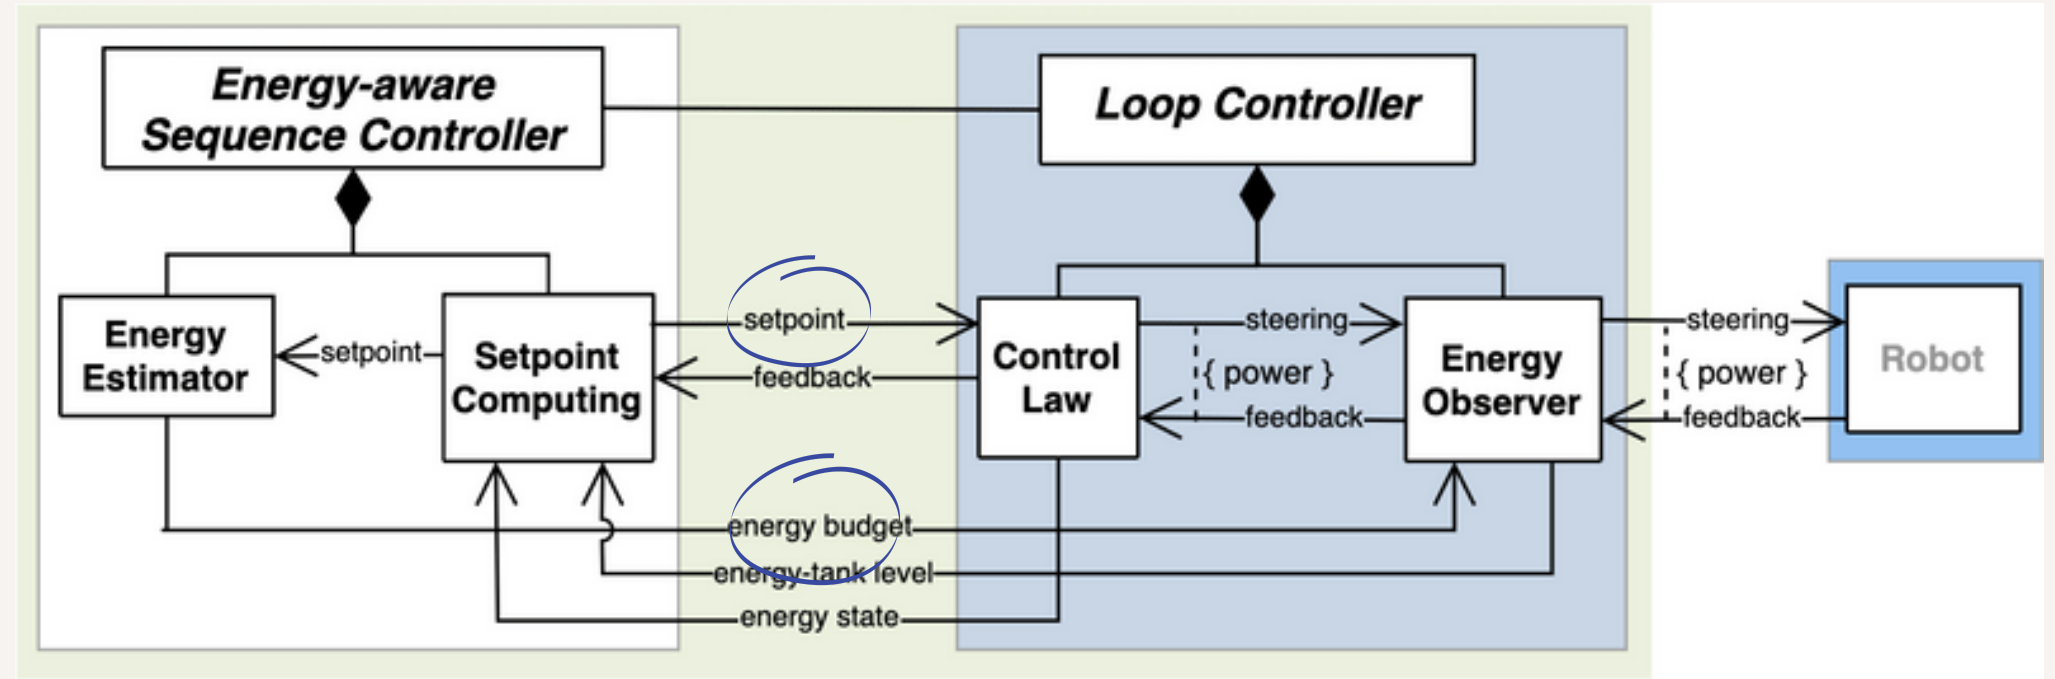 Energy-aware
Sequence Controller
Loop Controller
Energy
Estimator
setpoint
Setpoint
Computing
setpoint
feedback
Control
Law
steering
{ power }
feedback
Energy
Observer
steering
{ power }
feedback
Robot
energy budget
energy-tank level
energy state